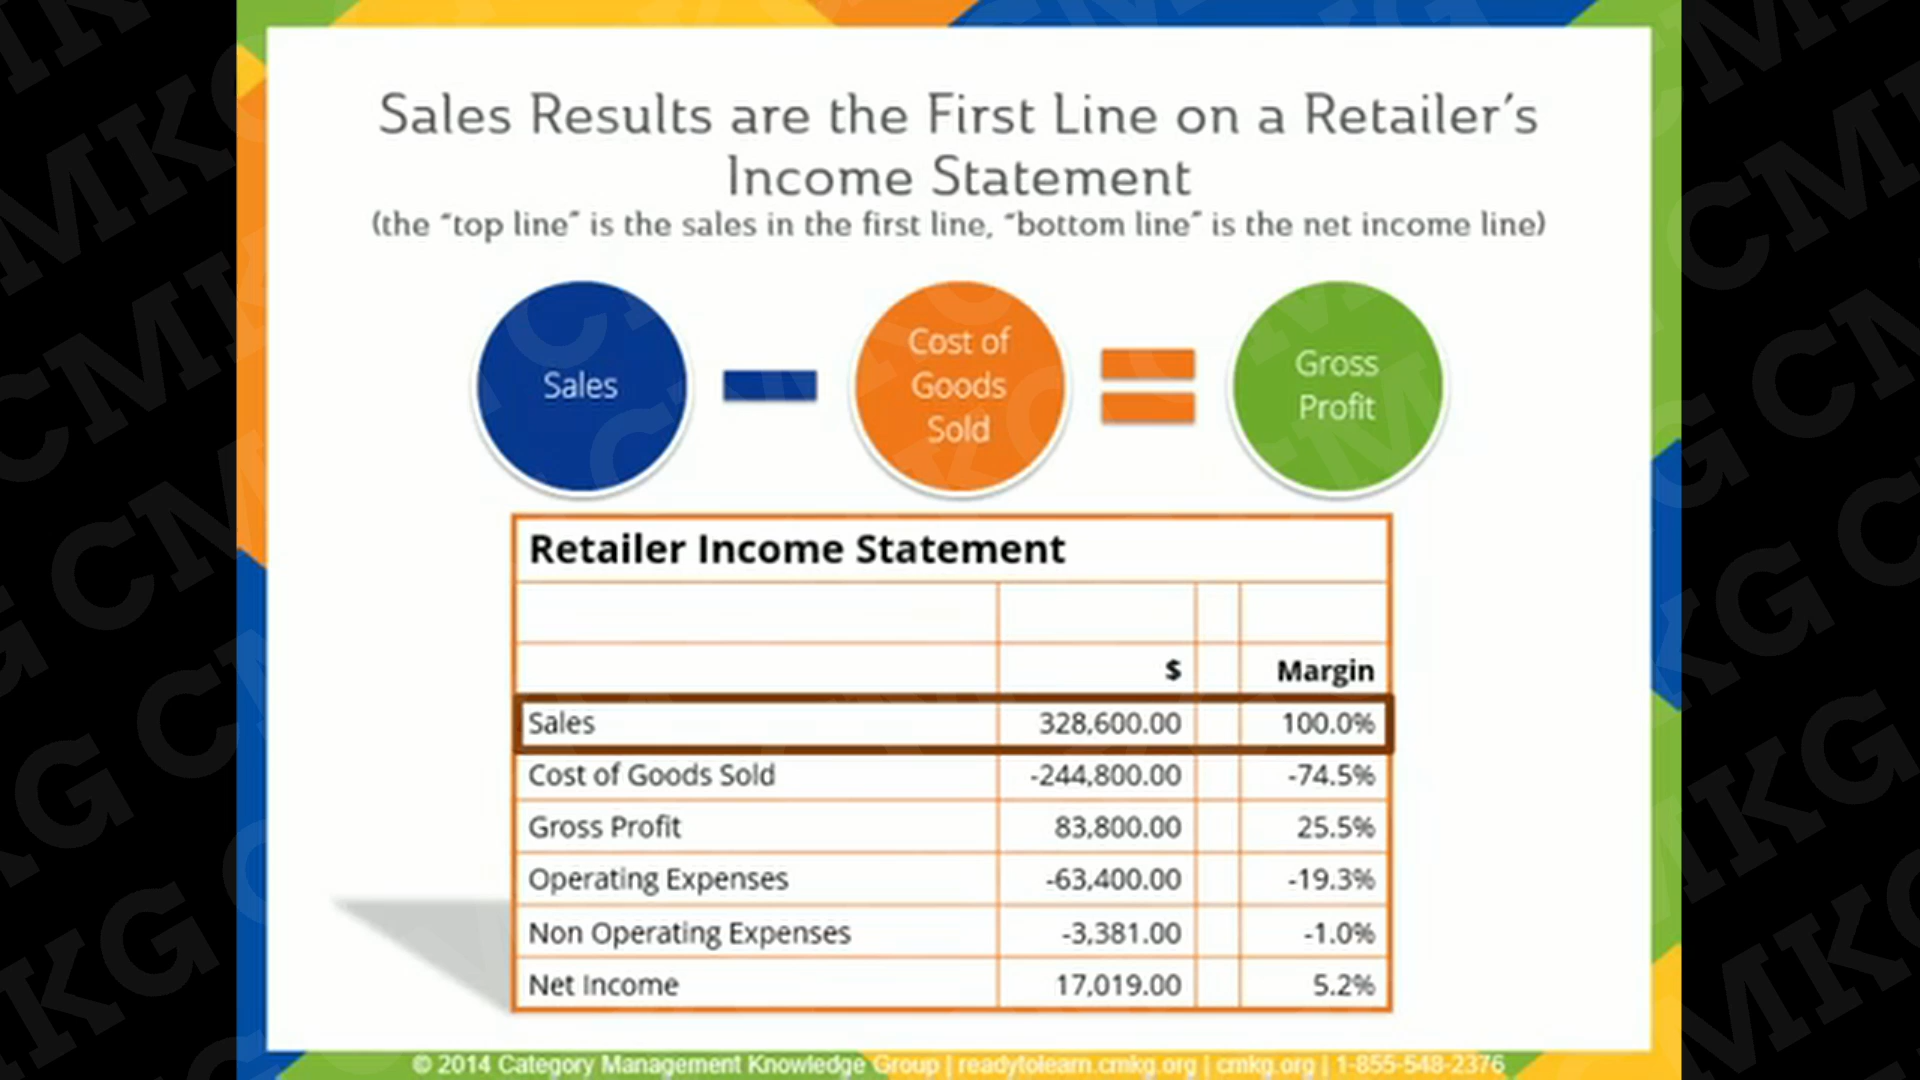 Sales Results are the First Line on a Retailer's
Income Statement
(the “top line” is the sales in the first line, “bottom line” is the net income line)
Sales
Cost of
Goods
Sold
Gross
Profit
Retailer Income Statement
$ Margin
Sales 328,600.00 100.0%
Cost of Goods Sold -244,800.00 -74.5%
Gross Profit 83,800.00 25.5%
Operating Expenses -63,400.00 -19.3%
Non Operating Expenses -3,381.00 -1.0%
Net Income 17,019.00 5.2%
© 2014 Category Management Knowledge Group | readytolearn.cmkg.org | cmkg.org | 1-855-548-2376
CMKG